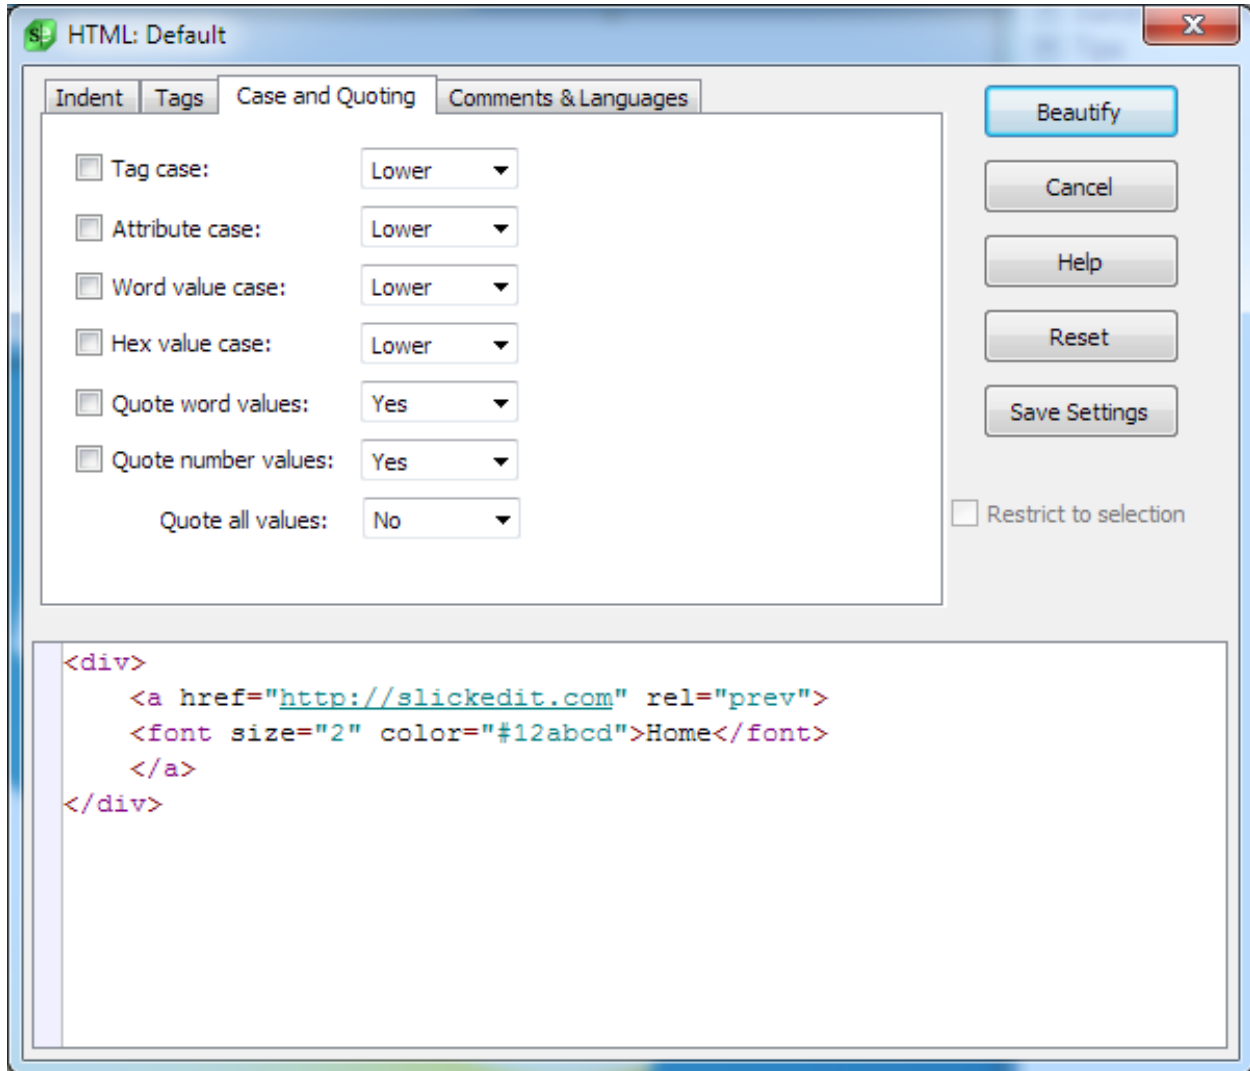 HTML: Default
Indent Tags Case and Quoting Comments & Languages
Tag case: Lower
Attribute case: Lower
Word value case: Lower
Hex value case: Lower
Quote word values: Yes
Quote number values: Yes
Quote all values: No
Beautify
Cancel
Help
Reset
Save Settings
Restrict to selection
<div>
    <a href="http://slickedit.com" rel="prev">
    <font size="2" color="#12abcd">Home</font>
    </a>
</div>